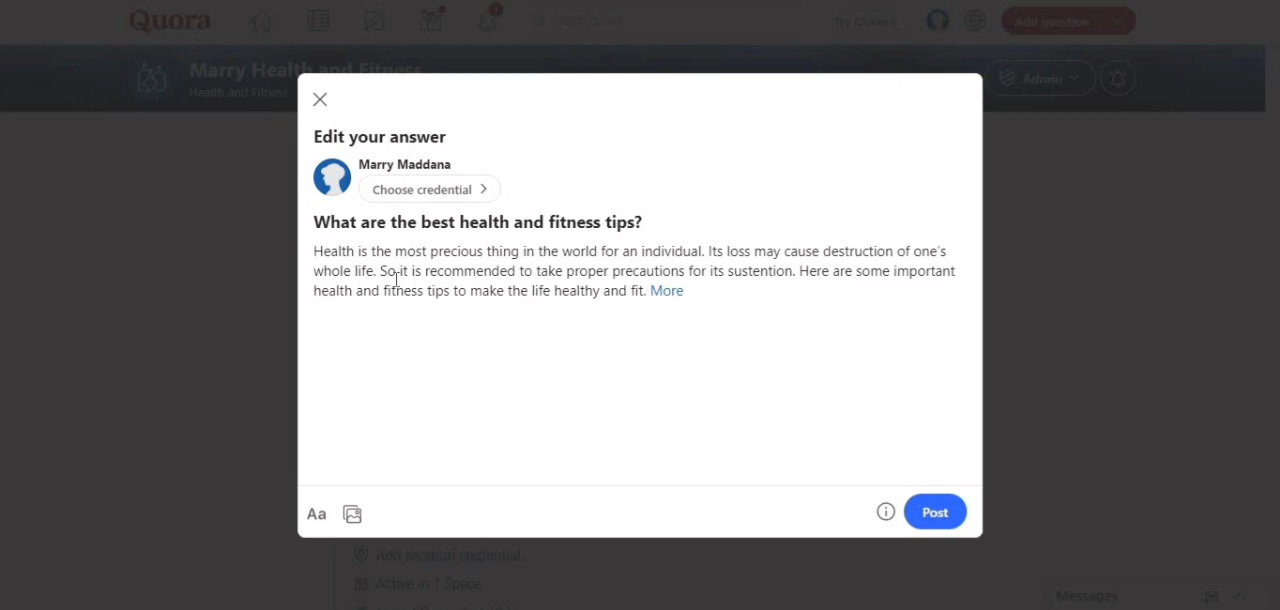 Quora
Try Quora+
Add question
Marry Health and Fitness
Health and Fitness
Admin
Edit your answer
Marry Maddana
Choose credential
What are the best health and fitness tips?
Health is the most precious thing in the world for an individual. Its loss may cause destruction of one's
whole life. So it is recommended to take proper precautions for its sustention. Here are some important
health and fitness tips to make the life healthy and fit. More
Aa
Post
Add location credential
Active in 1 Space
Messages